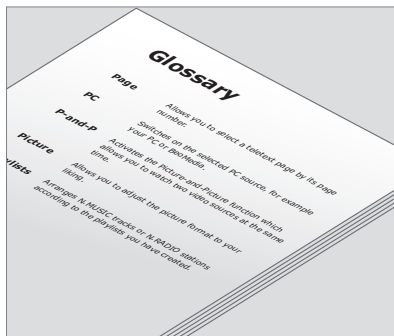 Glossary
Page
Allows you to select a teletext page by its page
number.
PC
Switches on the selected PC source, for example
your PC or BeoMedia.
P-and-P
Activates the Picture-and-Picture function which
allows you to watch two video sources at the same
time.
Picture
Allows you to adjust the picture format to your
liking.
ylists
Arranges N.MUSIC tracks or N.RADIO stations
according to the playlists you have created.